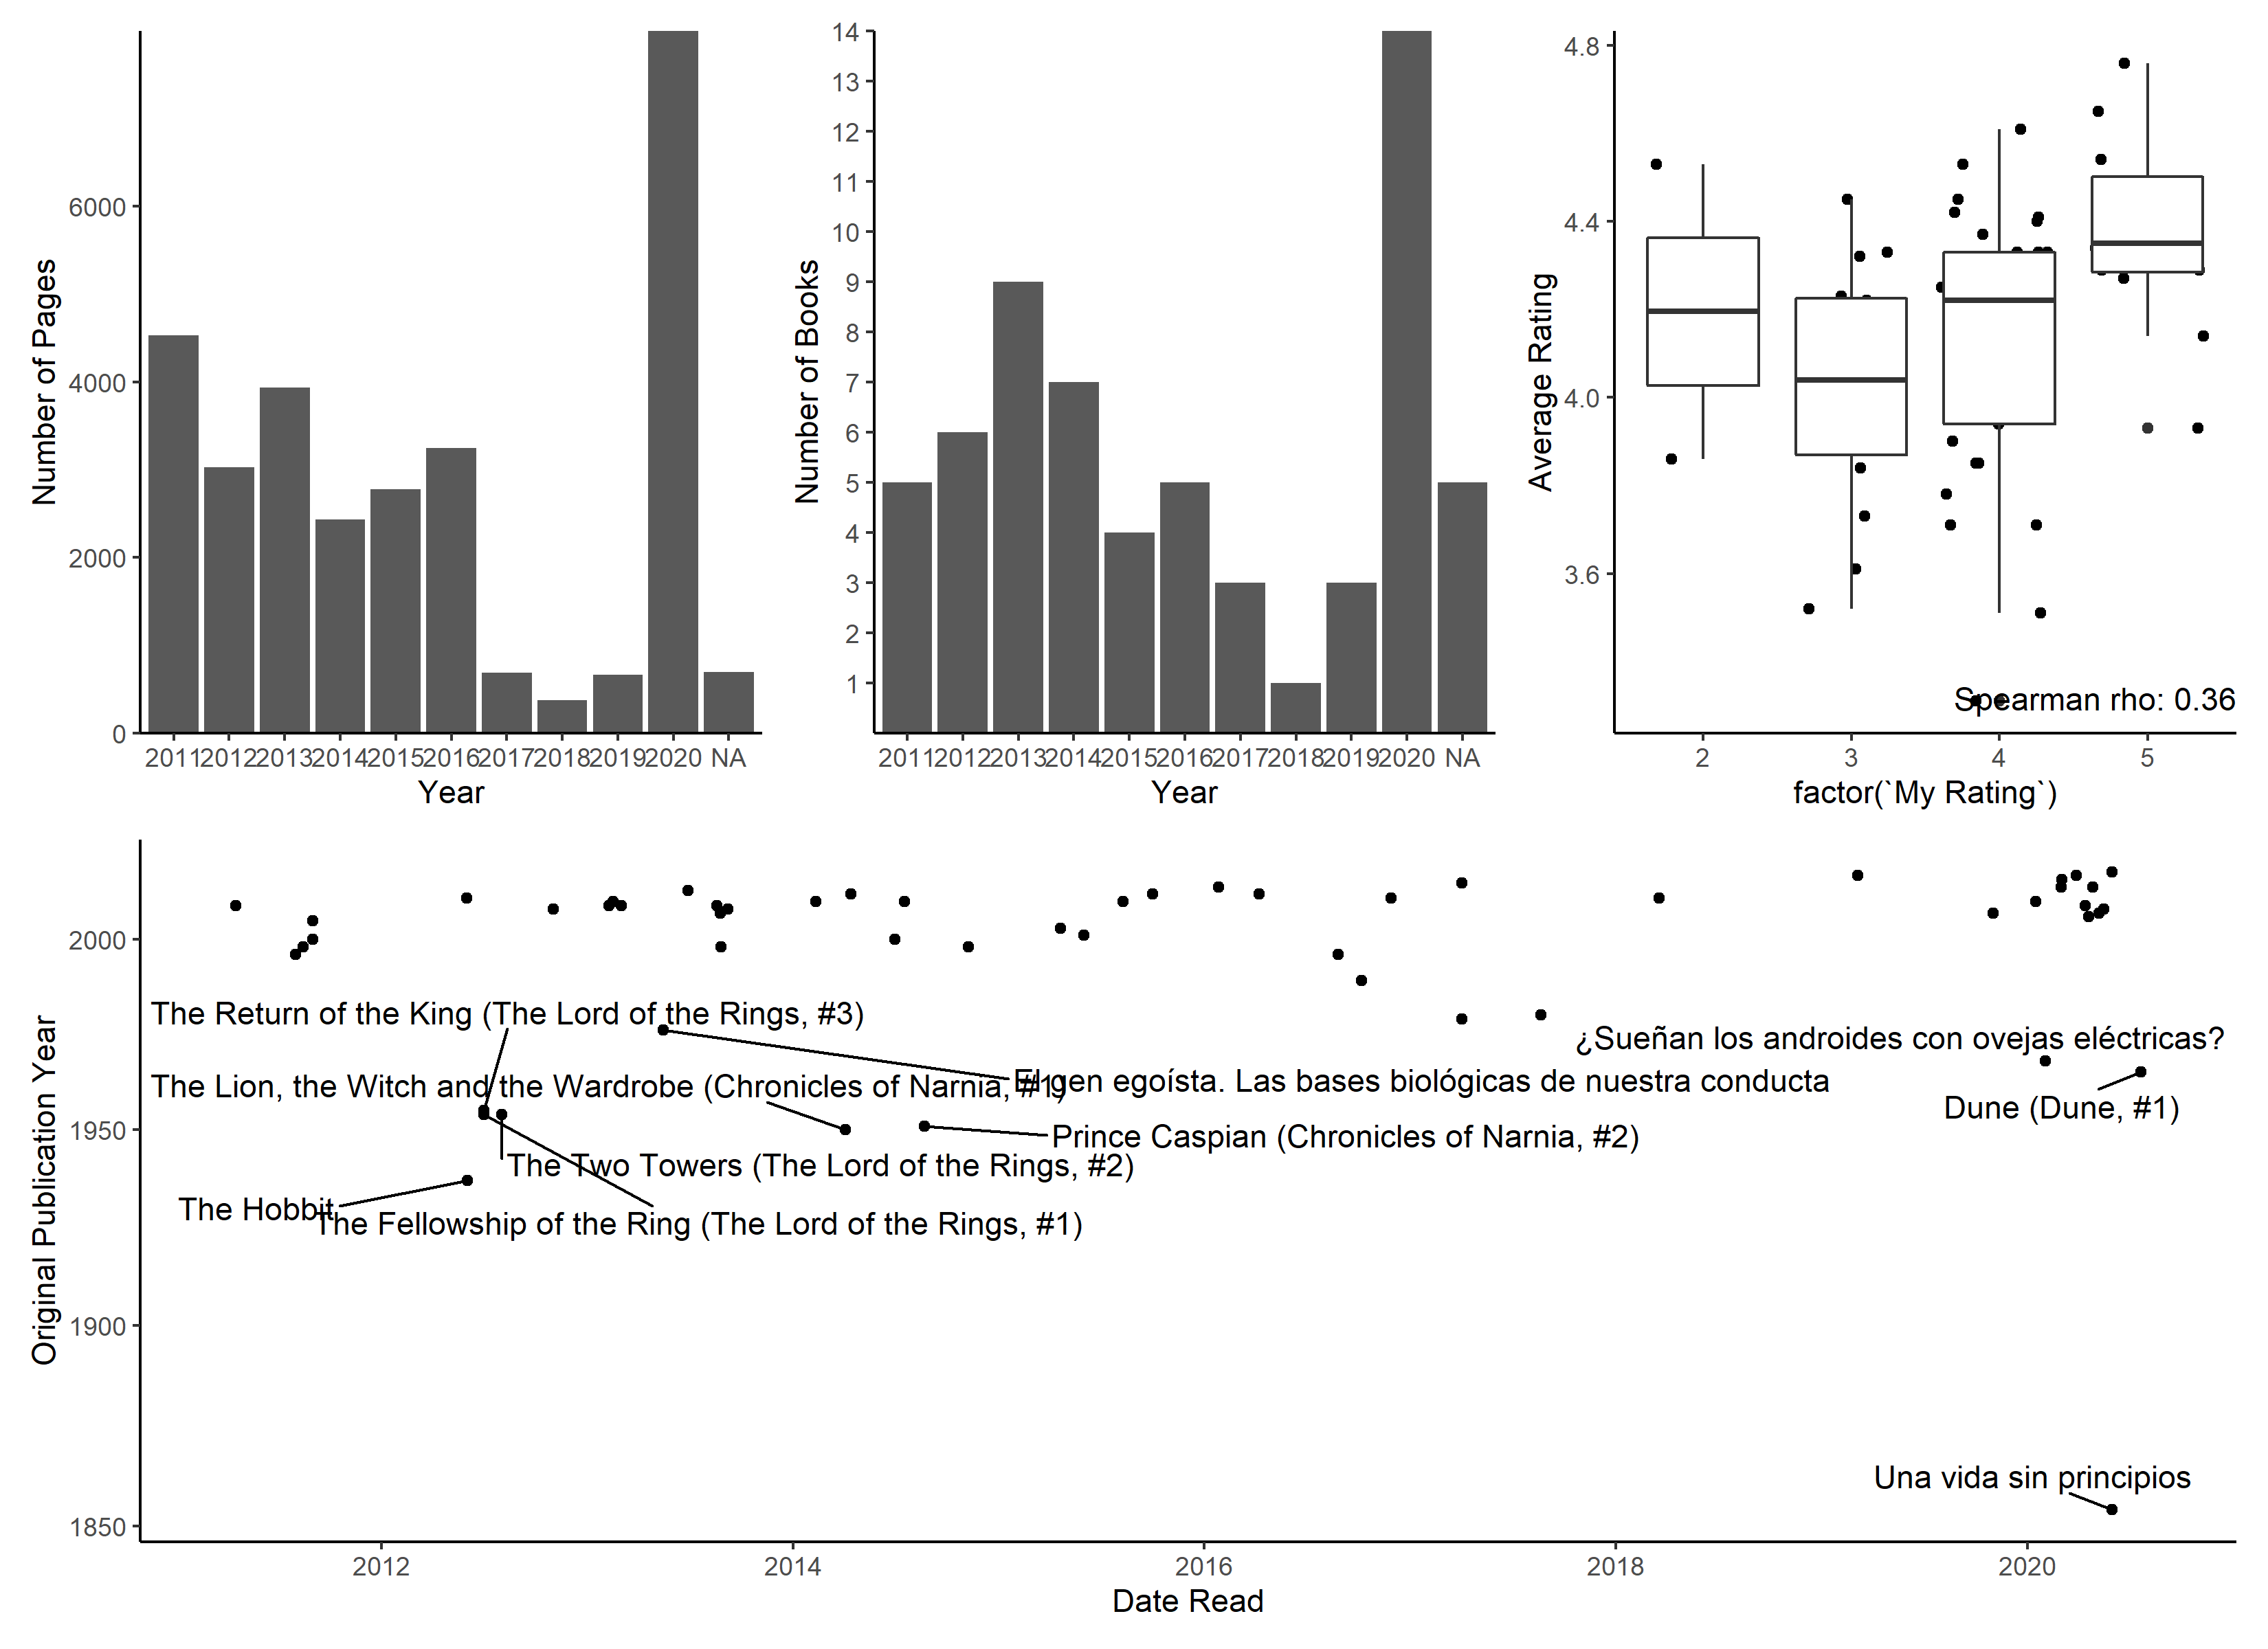 Number of Pages
6000
4000
2000
0
2011 2012 2013 2014 2015 2016 2017 2018 2019 2020 NA
Year
Number of Books
14
13
12
11
10
9
8
7
6
5
4
3
2
1
2011 2012 2013 2014 2015 2016 2017 2018 2019 2020 NA
Year
Average Rating
4.8
4.4
4.0
3.6
Spearman rho: 0.36
2 3 4 5
factor(`My Rating`)
Original Publication Year
2000
1950
1900
1850
The Return of the King (The Lord of the Rings, #3)
¿Sueñan los androides con ovejas eléctricas?
The Lion, the Witch and the Wardrobe (Chronicles of Narnia, #1)
El gen egoísta. Las bases biológicas de nuestra conducta
Dune (Dune, #1)
Prince Caspian (Chronicles of Narnia, #2)
The Two Towers (The Lord of the Rings, #2)
The Hobbit
The Fellowship of the Ring (The Lord of the Rings, #1)
Una vida sin principios
2012 2014 2016 2018 2020
Date Read